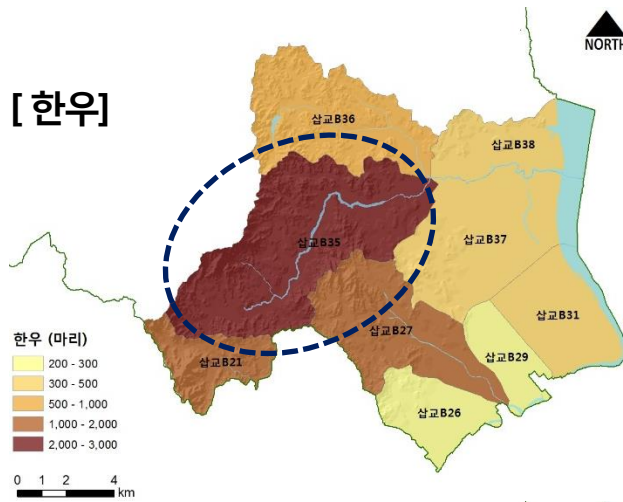 NORTH
[ 한우]
삽교B36
삽교B38
삽교B35
삽교B37
삽교B31
삽교B27
삽교B29
삽교B21
삽교B26
한우 (마리)
200 - 300
300 - 500
500 - 1,000
1,000 - 2,000
2,000 - 3,000
0 1 2 4
km